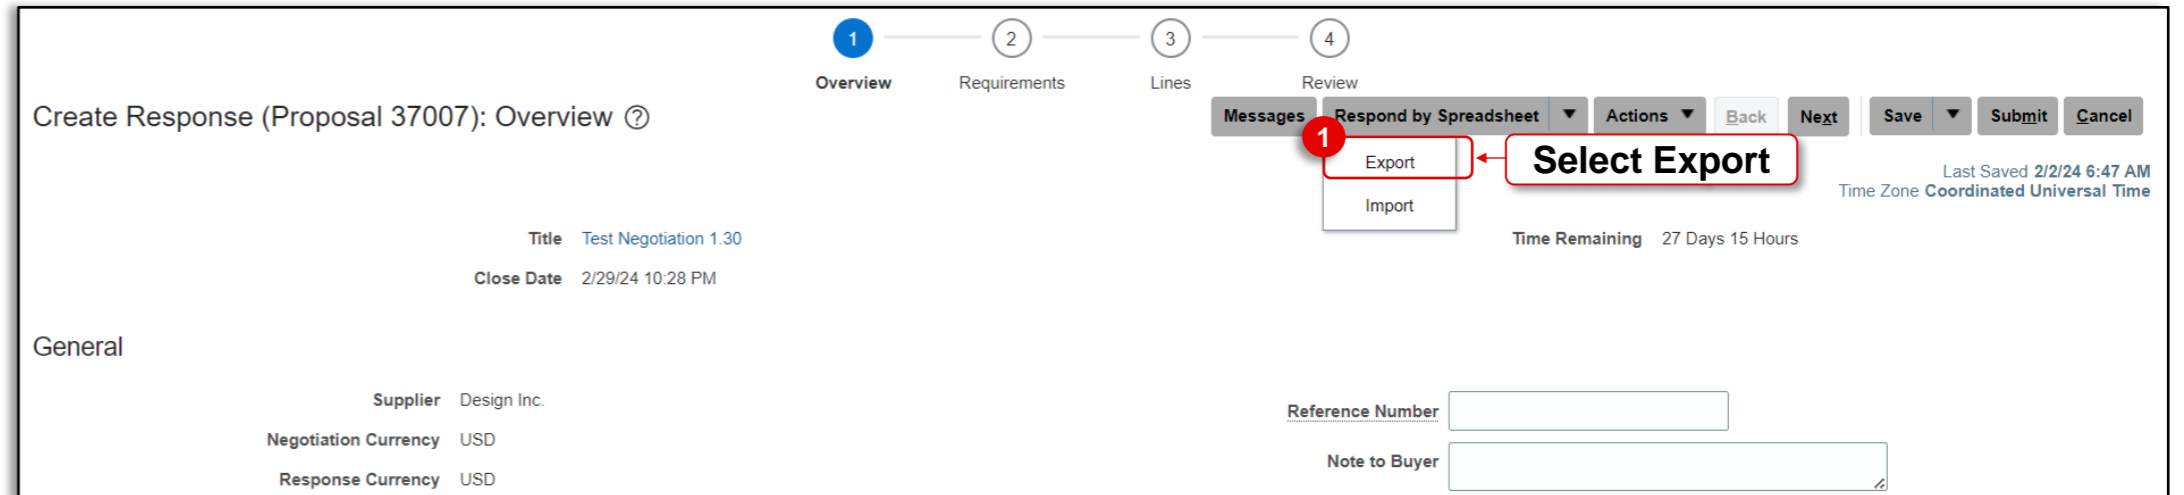 1 2 3 4
Overview Requirements Lines Review
Create Response (Proposal 37007): Overview ?
Messages Respond by Spreadsheet Actions Back Next Save Submit Cancel
1
Export
Select Export
Import
Last Saved 2/2/24 6:47 AM
Time Zone Coordinated Universal Time
Title Test Negotiation 1.30
Time Remaining 27 Days 15 Hours
Close Date 2/29/24 10:28 PM
General
Supplier Design Inc.
Reference Number
Negotiation Currency USD
Note to Buyer
Response Currency USD